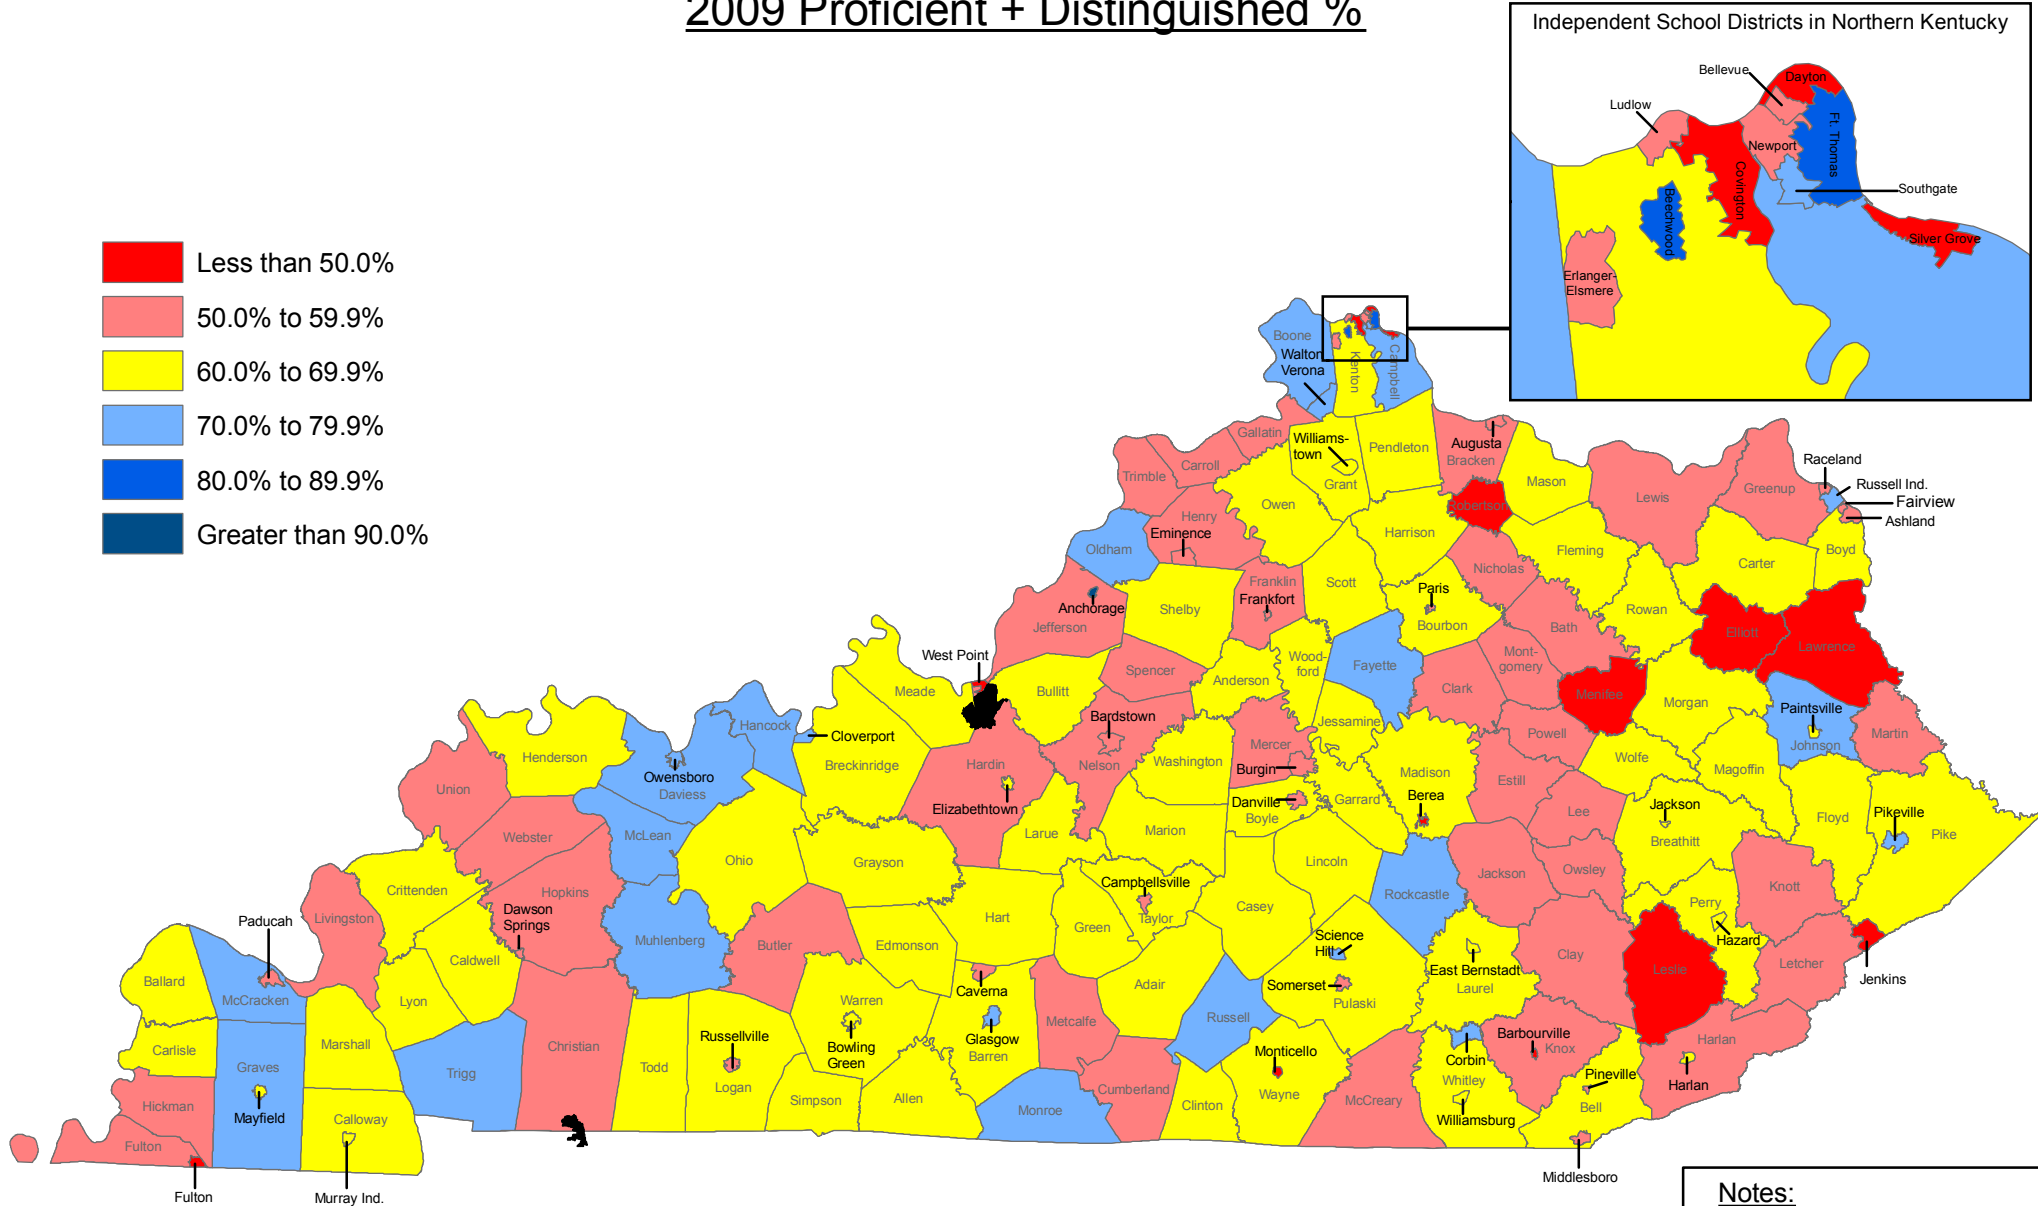 2009 Proficient + Distinguished %
Independent School Districts in Northern Kentucky
Bellevue
Dayton
Ludlow
Ft. Thomas
Newport
Covington
Southgate
Beechwood
Silver Grove
Erlanger-
Elsmere
Less than 50.0%
50.0% to 59.9%
60.0% to 69.9%
70.0% to 79.9%
80.0% to 89.9%
Greater than 90.0%
Boone
Walton
Verona
Kenton
Campbell
Gallatin
Williams-
town
Pendleton
Augusta
Bracken
Carroll
Trimble
Grant
Mason
Raceland
Russell Ind.
Fairview
Ashland
Lewis
Greenup
Owen
Robertson
Henry
Eminence
Harrison
Oldham
Fleming
Boyd
Carter
Nicholas
Franklin
Frankfort
Scott
Paris
Bourbon
Anchorage
Jefferson
Shelby
Rowan
Bath
Elliott
Lawrence
West Point
Spencer
Wood-
ford
Fayette
Mont-
gomery
Anderson
Clark
Menifee
Meade
Bullitt
Morgan
Paintsville
Johnson
Martin
Hancock
Cloverport
Bardstown
Jessamine
Powell
Henderson
Breckinridge
Hardin
Nelson
Washington
Mercer
Burgin
Madison
Berea
Wolfe
Magoffin
Owensboro
Daviess
Union
Elizabethtown
Danville
Boyle
Garrard
Estill
Lee
Jackson
Breathitt
Floyd
Pikeville
Pike
Webster
McLean
Larue
Marion
Ohio
Grayson
Lincoln
Crittenden
Hopkins
Dawson
Springs
Campbellsville
Taylor
Casey
Rockcastle
Jackson
Owsley
Knott
Perry
Hazard
Livingston
Paducah
Muhlenberg
Butler
Edmonson
Hart
Green
Science
Hill
East Bernstadt
Laurel
Clay
Leslie
Letcher
Jenkins
Ballard
McCracken
Caldwell
Lyon
Warren
Bowling
Green
Caverna
Adair
Somerset
Pulaski
Carlisle
Marshall
Christian
Russellville
Logan
Glasgow
Barren
Metcalfe
Russell
Monticello
Wayne
Corbin
Whitley
Williamsburg
Barbourville
Knox
Harlan
Harlan
Pineville
Bell
Graves
Mayfield
Trigg
Todd
Simpson
Allen
Monroe
Cumberland
Clinton
McCreary
Hickman
Calloway
Fulton
Fulton
Murray Ind.
Middlesboro
Notes: